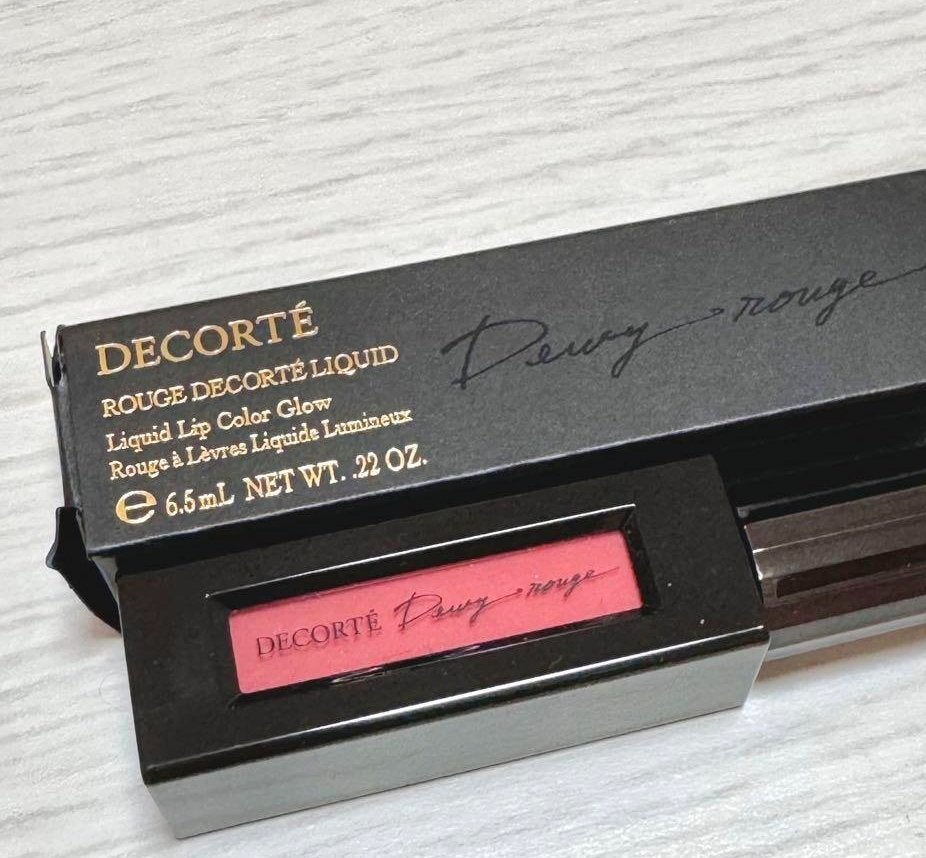 DECORTÉ
ROUGE DECORTÉ LIQUID
Liquid Lip Color Glow
Rouge à Lèvres Liquide Lumineux
℮ 6.5mL NET WT. .22 OZ.
Dewy rouge
DECORTÉ Dewy rouge